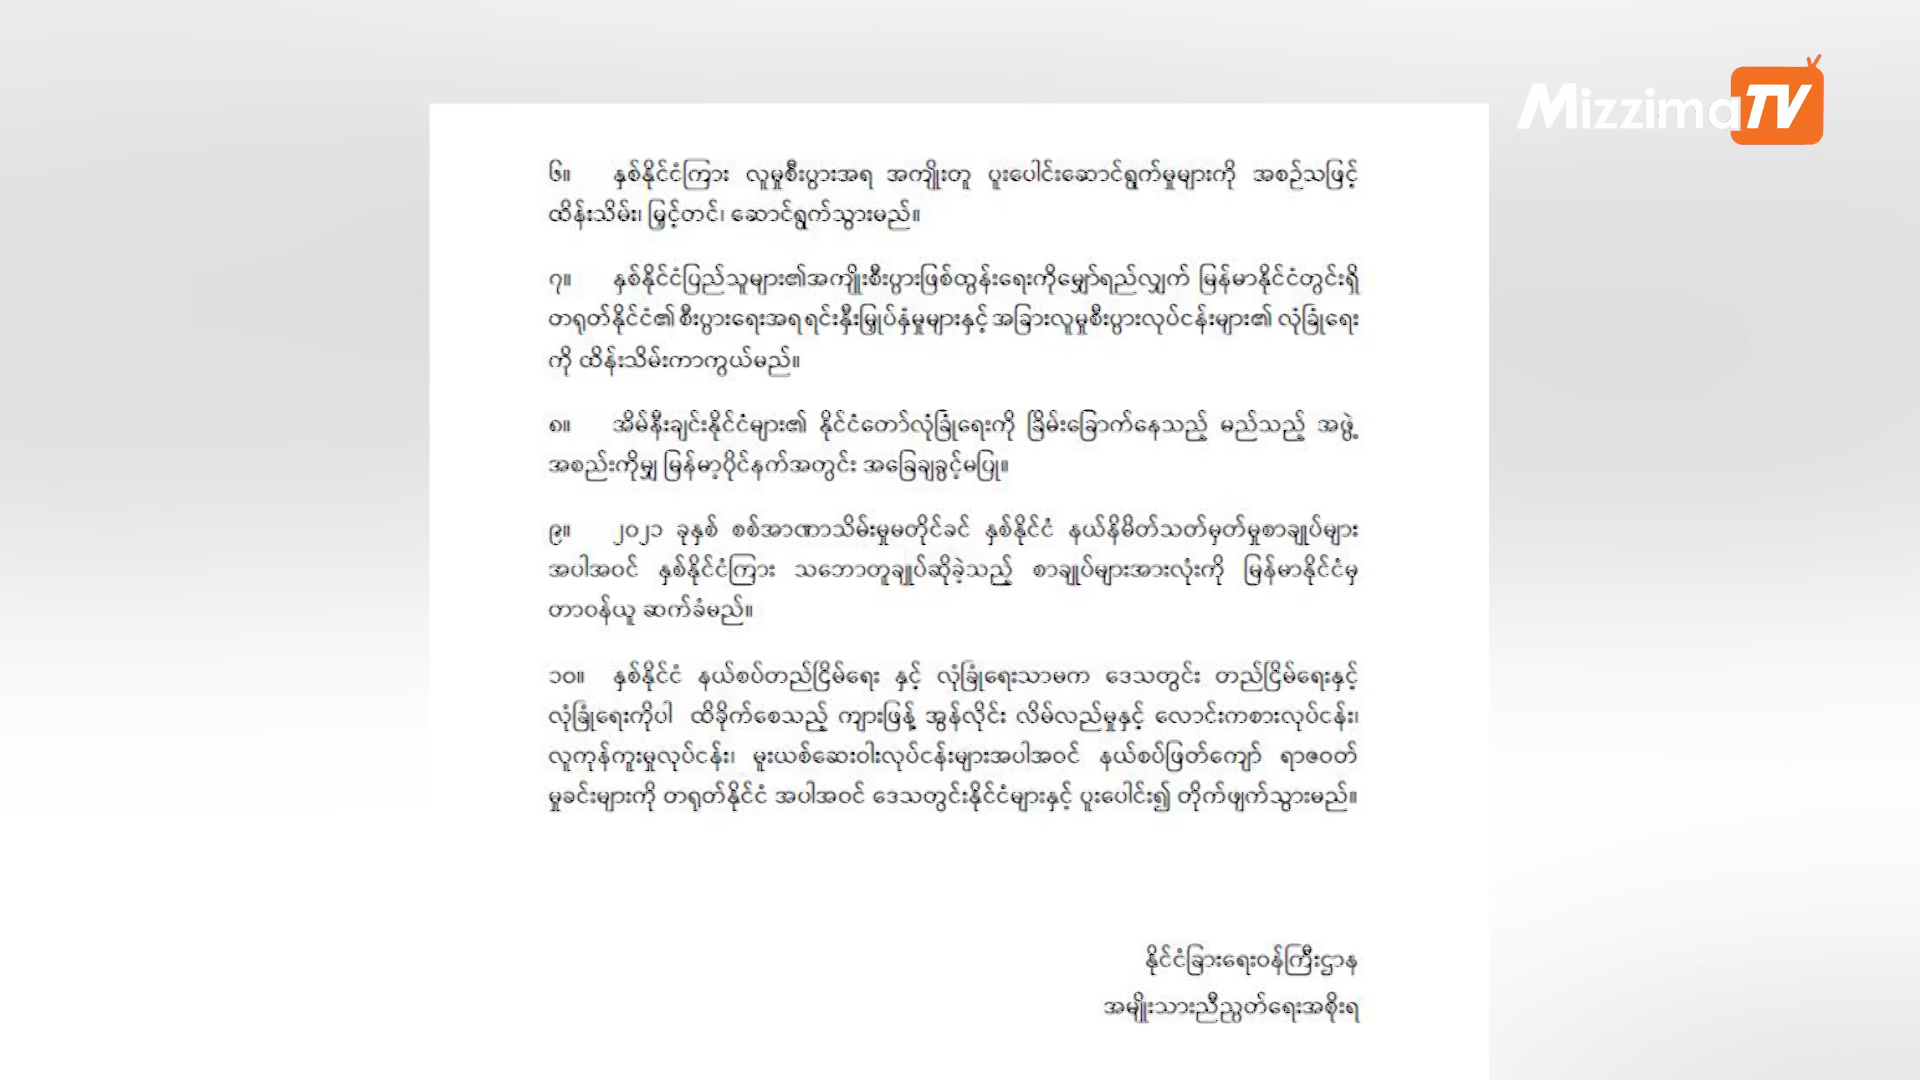 MizzimaTV
၆။ နှစ်နိုင်ငံကြား လူမှုစီးပွားအရ အကျိုးတူ ပူးပေါင်းဆောင်ရွက်မှုများကို အစဉ်သဖြင့်
ထိန်းသိမ်း၊ မြှင့်တင်၊ ဆောင်ရွက်သွားမည်။
၇။ နှစ်နိုင်ငံပြည်သူများ၏အကျိုးစီးပွားဖြစ်ထွန်းရေးကိုမျှော်ရည်လျှက် မြန်မာနိုင်ငံတွင်းရှိ
တရုတ်နိုင်ငံ၏ စီးပွားရေးအရရင်းနှီးမြှုပ်နှံမှုများနှင့် အခြားလူမှုစီးပွားလုပ်ငန်းများ၏ လုံခြုံရေး
ကို ထိန်းသိမ်းကာကွယ်မည်။
၈။ အိမ်နီးချင်းနိုင်ငံများ၏ နိုင်ငံတော်လုံခြုံရေးကို ခြိမ်းခြောက်နေသည့် မည်သည့် အဖွဲ့
အစည်းကိုမျှ မြန်မာ့ပိုင်နက်အတွင်း အခြေချခွင့်မပြု။
၉။ ၂၀၂၁ ခုနှစ် စစ်အာဏာသိမ်းမှုမတိုင်ခင် နှစ်နိုင်ငံ နယ်နိမိတ်သတ်မှတ်မှုစာချုပ်များ
အပါအဝင် နှစ်နိုင်ငံကြား သဘောတူချုပ်ဆိုခဲ့သည့် စာချုပ်များအားလုံးကို မြန်မာနိုင်ငံမှ
တာဝန်ယူ ဆက်ခံမည်။
၁၀။ နှစ်နိုင်ငံ နယ်စပ်တည်ငြိမ်ရေး နှင့် လုံခြုံရေးသာမက ဒေသတွင်း တည်ငြိမ်ရေးနှင့်
လုံခြုံရေးကိုပါ ထိခိုက်စေသည့် ကျားဖြန့် အွန်လိုင်း လိမ်လည်မှုနှင့် လောင်းကစားလုပ်ငန်း၊
လူကုန်ကူးမှုလုပ်ငန်း၊ မူးယစ်ဆေးဝါးလုပ်ငန်းများအပါအဝင် နယ်စပ်ဖြတ်ကျော် ရာဇဝတ်
မှုခင်းများကို တရုတ်နိုင်ငံ အပါအဝင် ဒေသတွင်းနိုင်ငံများနှင့် ပူးပေါင်း၍ တိုက်ဖျက်သွားမည်။
နိုင်ငံခြားရေးဝန်ကြီးဌာန
အမျိုးသားညီညွတ်ရေးအစိုးရ